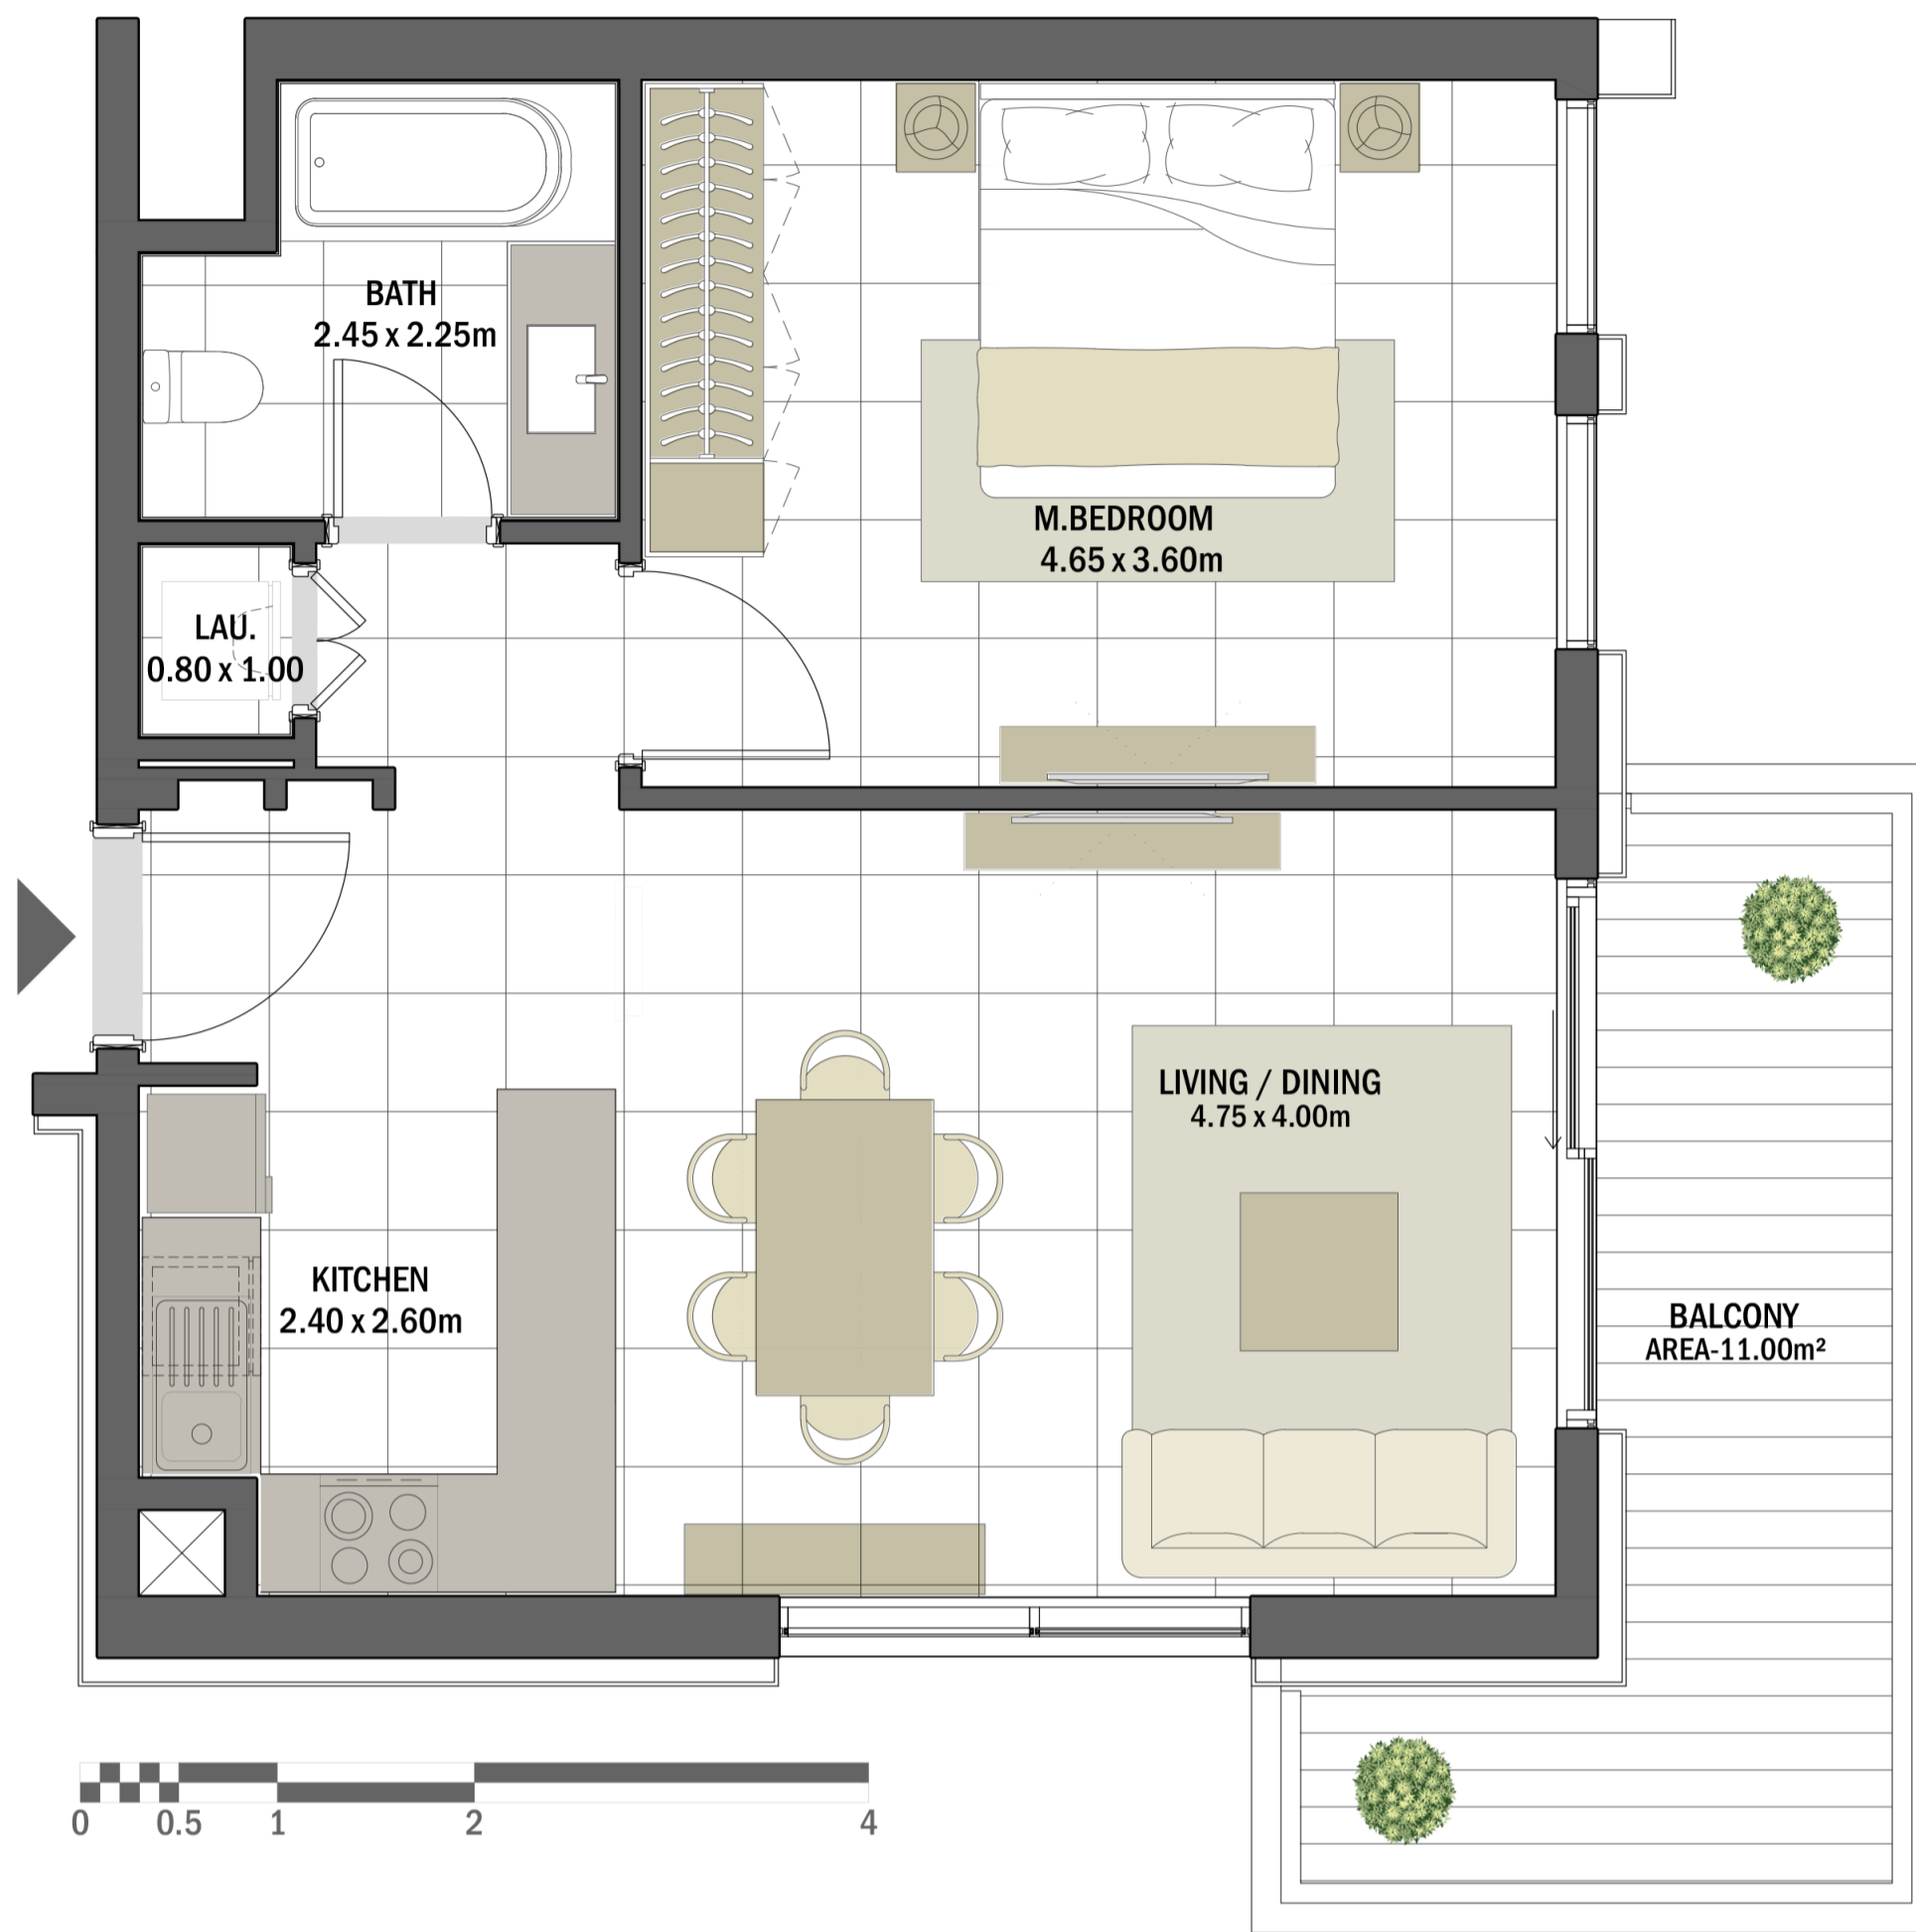 BATH
2.45 x 2.25m
M.BEDROOM
4.65 x 3.60m
LAU.
0.80 x 1.00
LIVING / DINING
4.75 x 4.00m
KITCHEN
2.40 x 2.60m
BALCONY
AREA-11.00m²
0 0.5 1 2 4